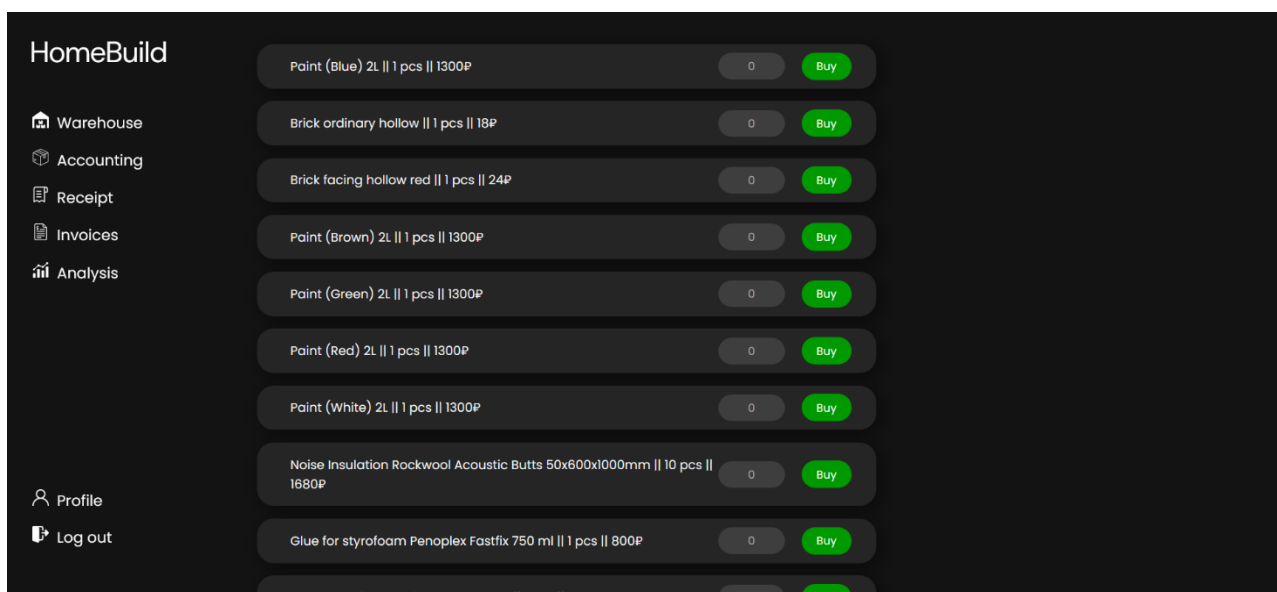 HomeBuild
Warehouse
Accounting
Receipt
Invoices
Analysis
Profile
Log out
Paint (Blue) 2L || 1 pcs || 1300₽
0
Buy
Brick ordinary hollow || 1 pcs || 18₽
0
Buy
Brick facing hollow red || 1 pcs || 24₽
0
Buy
Paint (Brown) 2L || 1 pcs || 1300₽
0
Buy
Paint (Green) 2L || 1 pcs || 1300₽
0
Buy
Paint (Red) 2L || 1 pcs || 1300₽
0
Buy
Paint (White) 2L || 1 pcs || 1300₽
0
Buy
Noise Insulation Rockwool Acoustic Butts 50x600x1000mm || 10 pcs ||
1680₽
0
Buy
Glue for styrofoam Penoplex Fastfix 750 ml || 1 pcs || 800₽
0
Buy